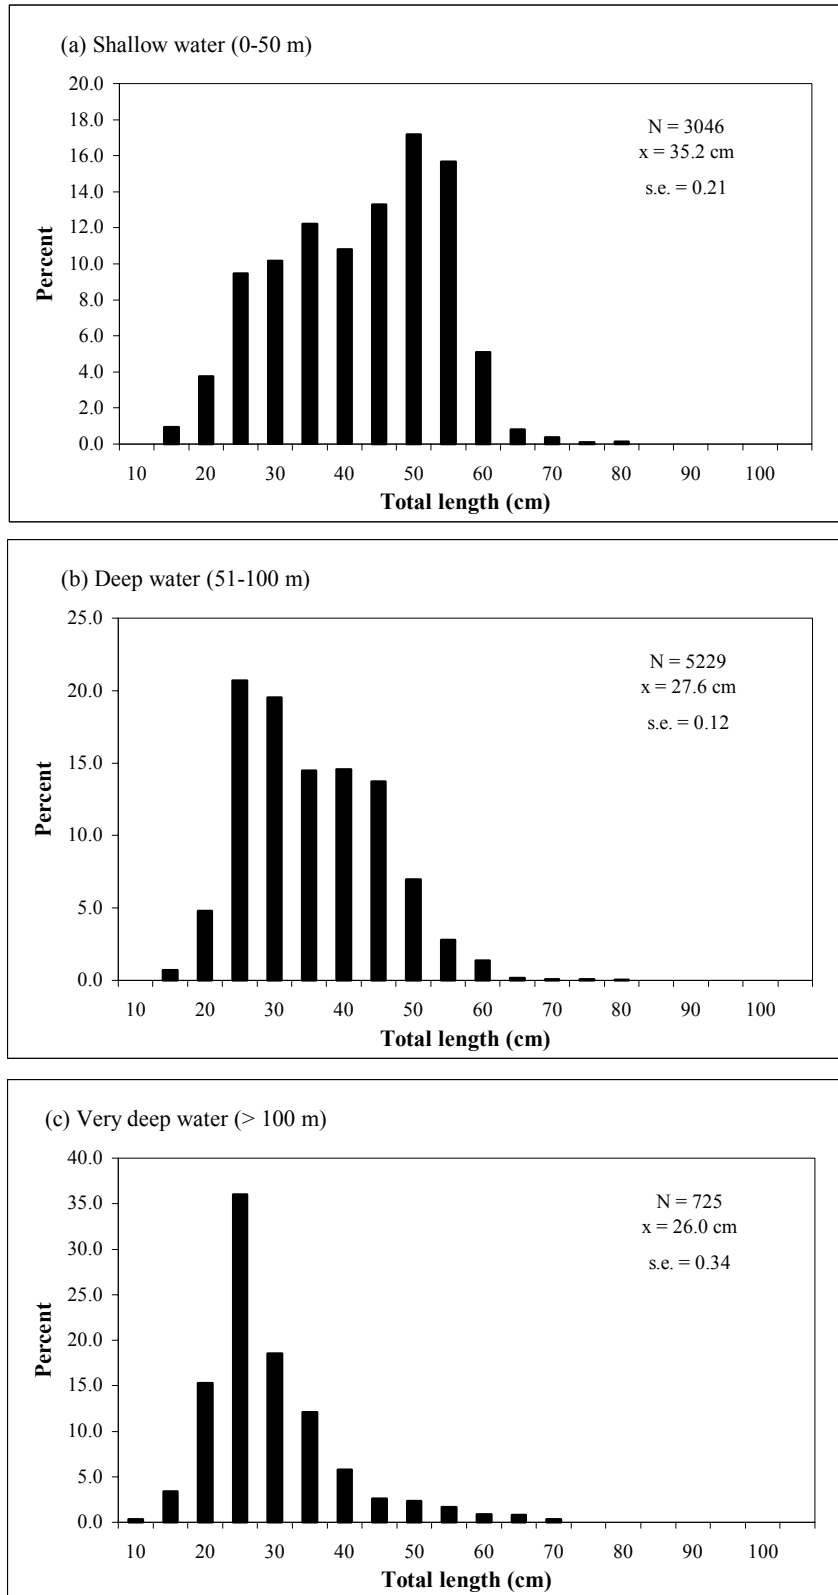 (a) Shallow water (0-50 m)
20.0
18.0
16.0
14.0
12.0
10.0
8.0
6.0
4.0
2.0
0.0
Percent
N = 3046
x = 35.2 cm
s.e. = 0.21
10 20 30 40 50 60 70 80 90 100
Total length (cm)
(b) Deep water (51-100 m)
25.0
20.0
15.0
10.0
5.0
0.0
Percent
N = 5229
x = 27.6 cm
s.e. = 0.12
10 20 30 40 50 60 70 80 90 100
Total length (cm)
(c) Very deep water (> 100 m)
40.0
35.0
30.0
25.0
20.0
15.0
10.0
5.0
0.0
Percent
N = 725
x = 26.0 cm
s.e. = 0.34
10 20 30 40 50 60 70 80 90 100
Total length (cm)